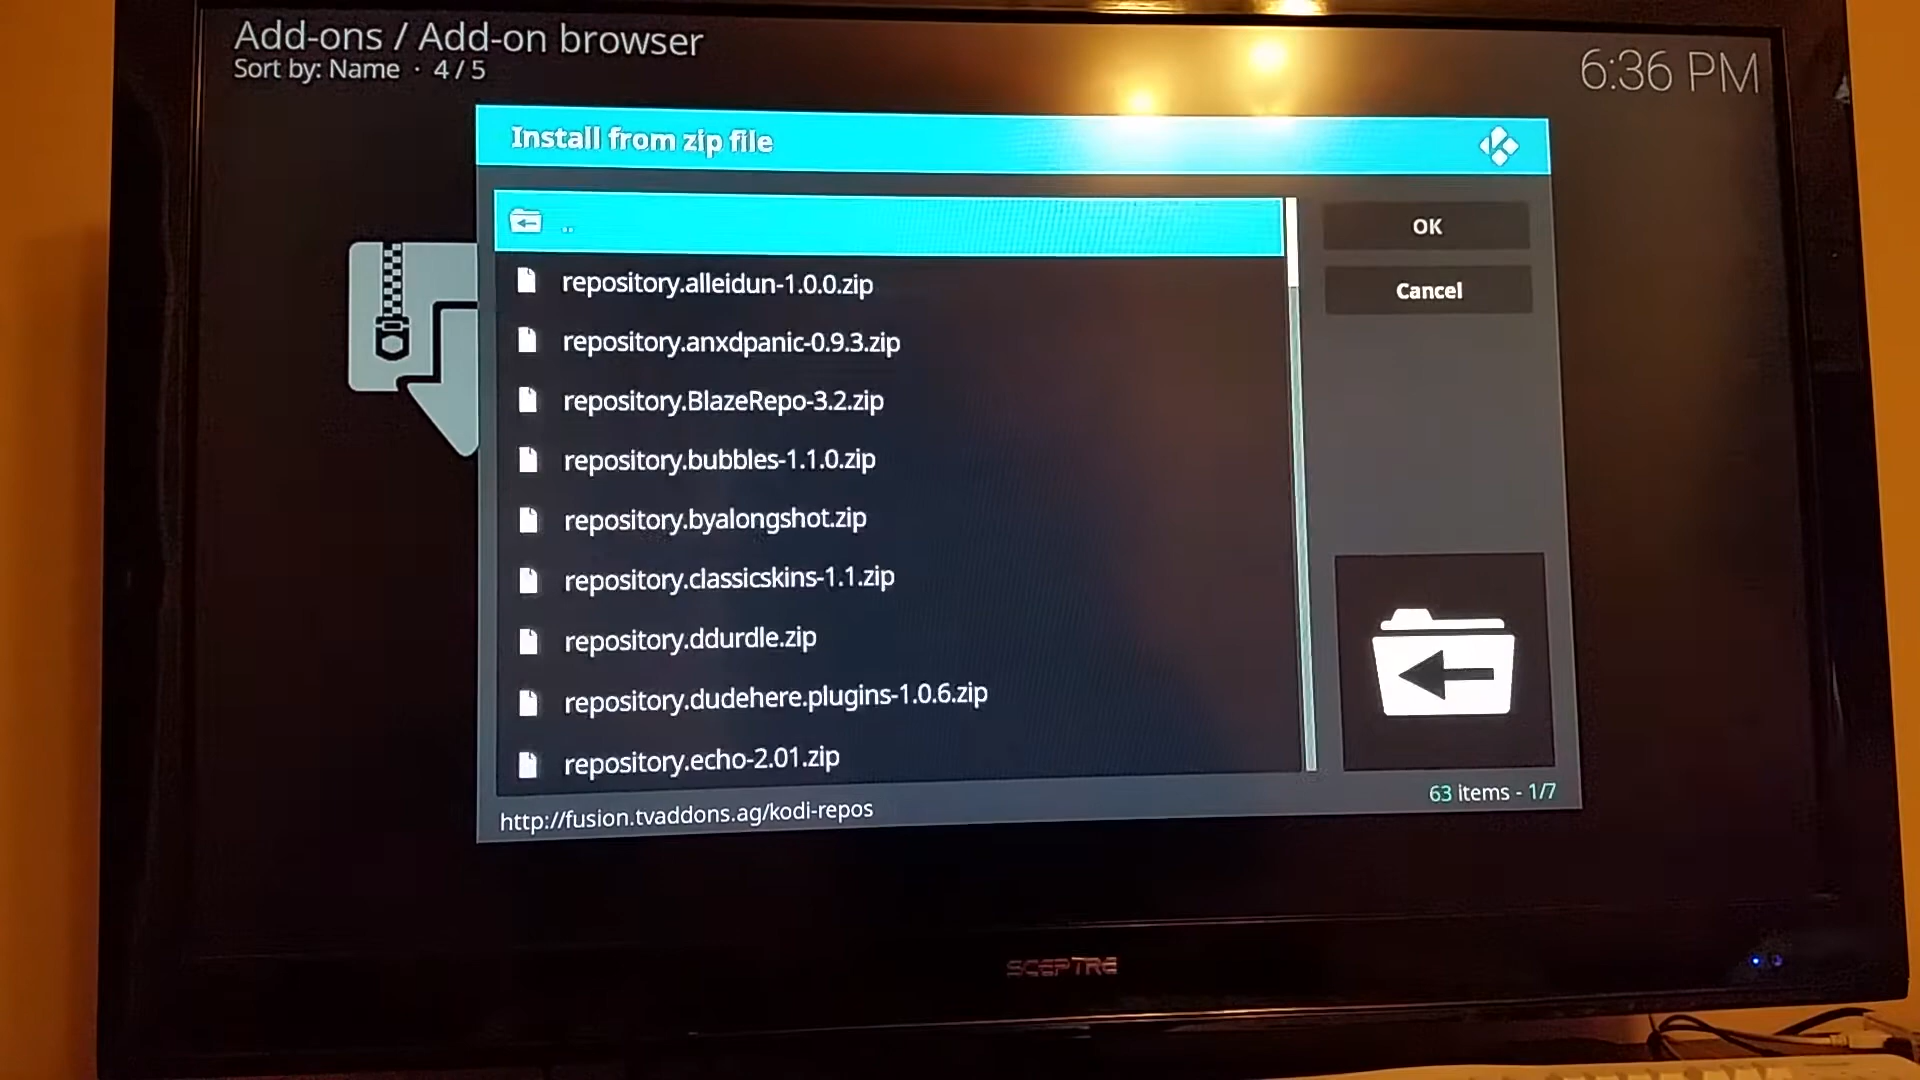 Add-ons / Add-on browser
Sort by: Name · 4 / 5
6:36 PM
Install from zip file
..
repository.alleidun-1.0.0.zip
repository.anxdpanic-0.9.3.zip
repository.BlazeRepo-3.2.zip
repository.bubbles-1.1.0.zip
repository.byalongshot.zip
repository.classicskins-1.1.zip
repository.ddurdle.zip
repository.dudehere.plugins-1.0.6.zip
repository.echo-2.01.zip
OK
Cancel
63 items - 1/7
http://fusion.tvaddons.ag/kodi-repos
SCEPTRE